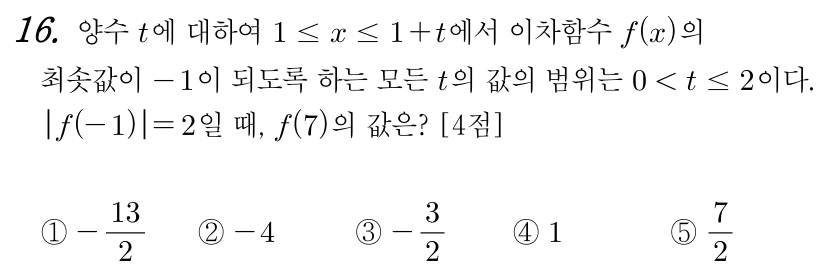 16. 양수 t에 대하여 1 ≤ x ≤ 1+t에서 이차함수 f(x)의
최솟값이 −1이 되도록 하는 모든 t의 값의 범위는 0 < t ≤ 2이다.
|f(−1)|=2일 때, f(7)의 값은? [4점]
① −13/2 ② −4 ③ −3/2 ④ 1 ⑤ 7/2